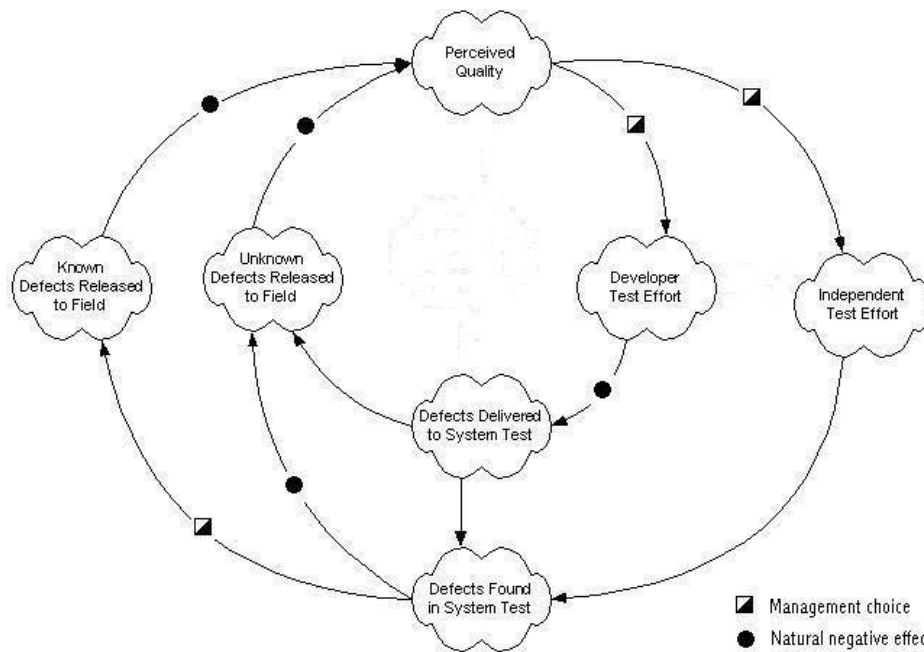 Perceived
Quality
Known
Defects Released
to Field
Unknown
Defects Released
to Field
Developer
Test Effort
Independent
Test Effort
Defects Delivered
to System Test
Defects Found
in System Test
Management choice
Natural negative effec